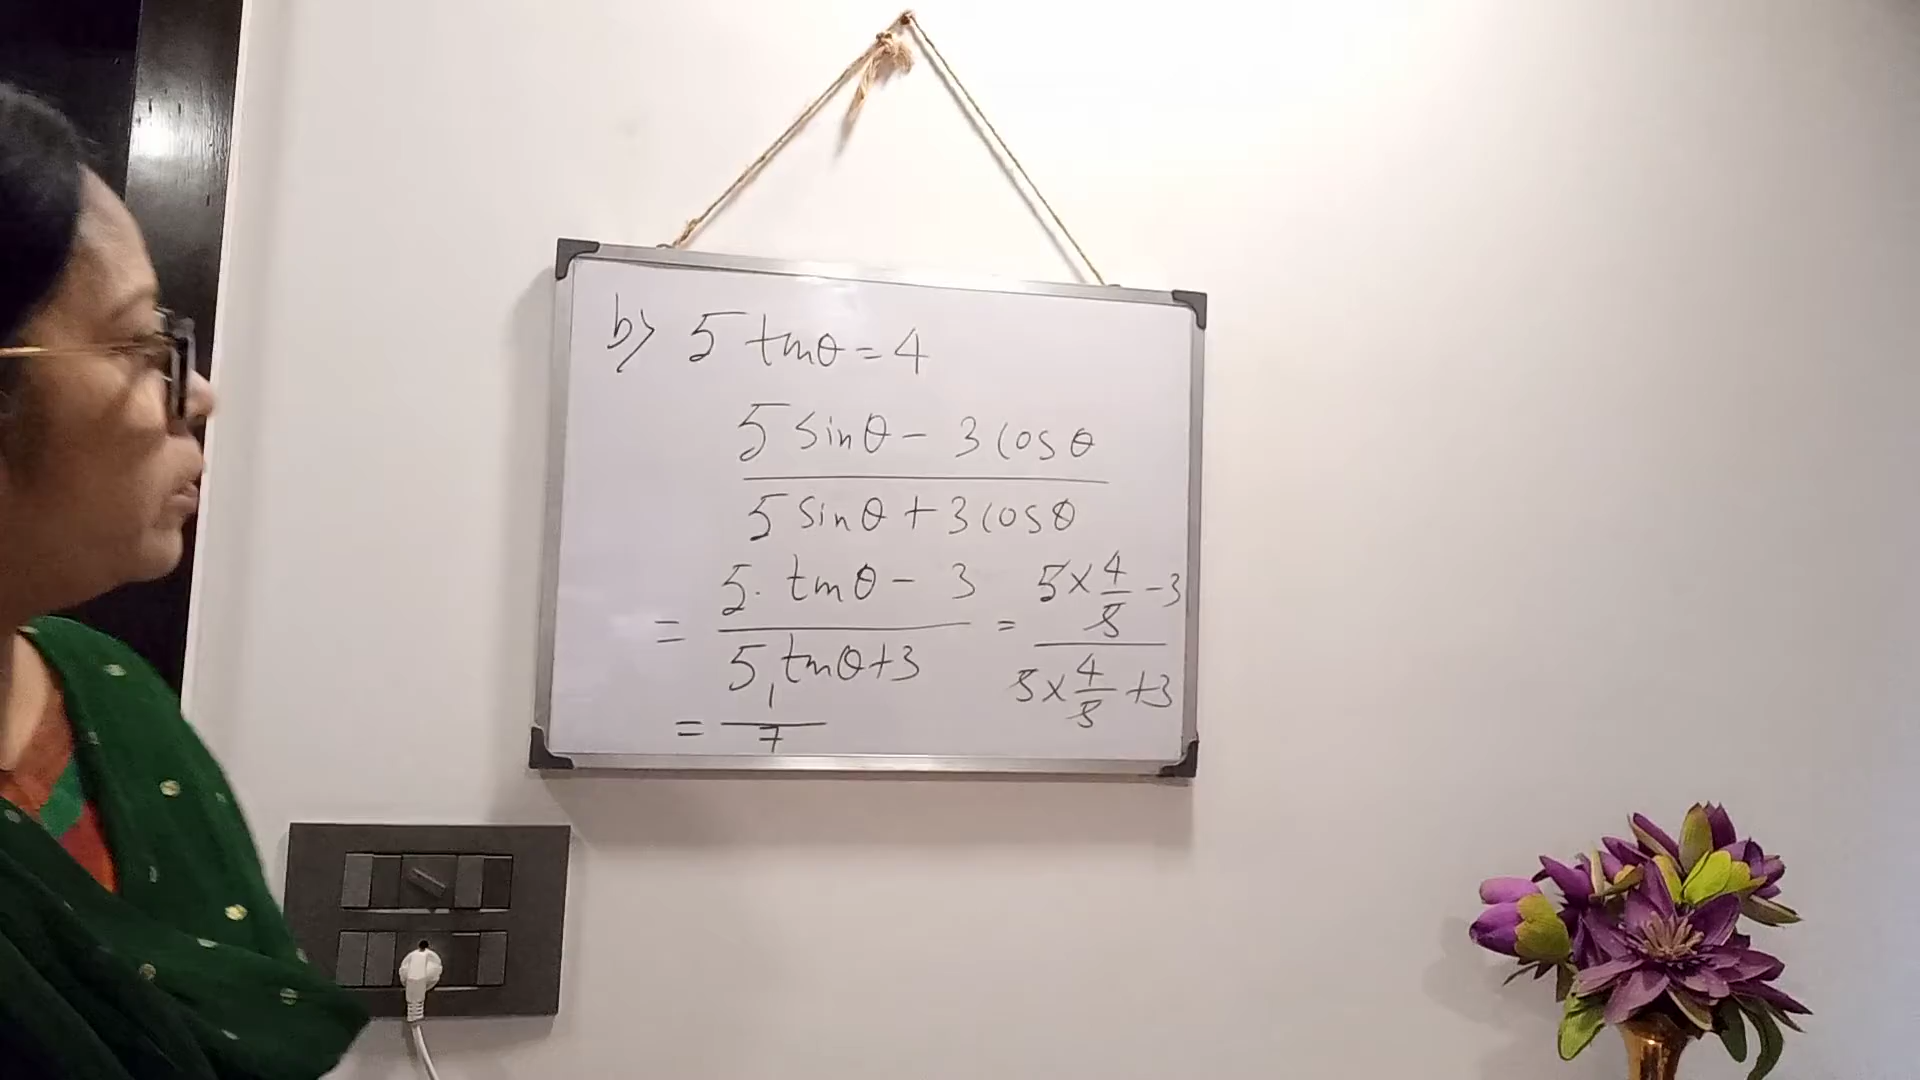 b) 5 tanθ = 4
5 sinθ - 3 cosθ / 5 sinθ + 3 cosθ
= 5. tanθ - 3 / 5 tanθ + 3 = 5 × 4/5 - 3 / 5 × 4/5 + 3
= 1/7